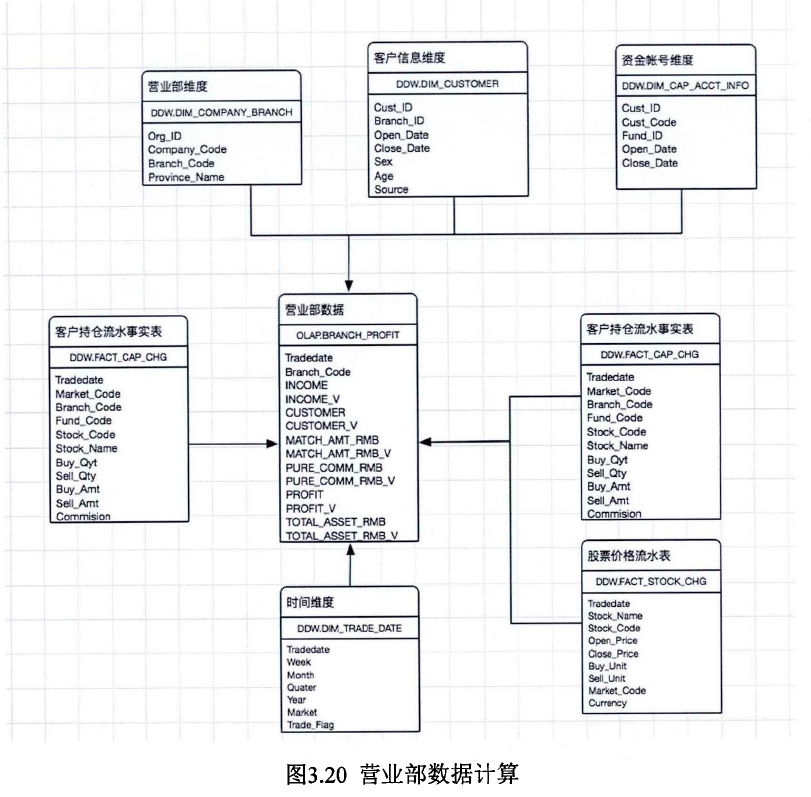 营业部维度
DDW.DIM_COMPANY_BRANCH
Org_ID
Company_Code
Branch_Code
Province_Name
客户信息维度
DDW.DIM_CUSTOMER
Cust_ID
Branch_ID
Open_Date
Close_Date
Sex
Age
Source
资金帐号维度
DDW.DIM_CAP_ACCT_INFO
Cust_ID
Cust_Code
Fund_ID
Open_Date
Close_Date
客户持仓流水事实表
DDW.FACT_CAP_CHG
Tradedate
Market_Code
Branch_Code
Fund_Code
Stock_Code
Stock_Name
Buy_Qyt
Sell_Qty
Buy_Amt
Sell_Amt
Commision
营业部数据
OLAP.BRANCH_PROFIT
Tradedate
Branch_Code
INCOME
INCOME_V
CUSTOMER
CUSTOMER_V
MATCH_AMT_RMB
MATCH_AMT_RMB_V
PURE_COMM_RMB
PURE_COMM_RMB_V
PROFIT
PROFIT_V
TOTAL_ASSET_RMB
TOTAL_ASSET_RMB_V
客户持仓流水事实表
DDW.FACT_CAP_CHG
Tradedate
Market_Code
Branch_Code
Fund_Code
Stock_Code
Stock_Name
Buy_Qyt
Sell_Qty
Buy_Amt
Sell_Amt
Commision
时间维度
DDW.DIM_TRADE_DATE
Tradedate
Week
Month
Quater
Year
Market
Trade_Flag
股票价格流水表
DDW.FACT_STOCK_CHG
Tradedate
Stock_Name
Stock_Code
Open_Price
Close_Price
Buy_Unit
Sell_Unit
Market_Code
Currency
图3.20 营业部数据计算